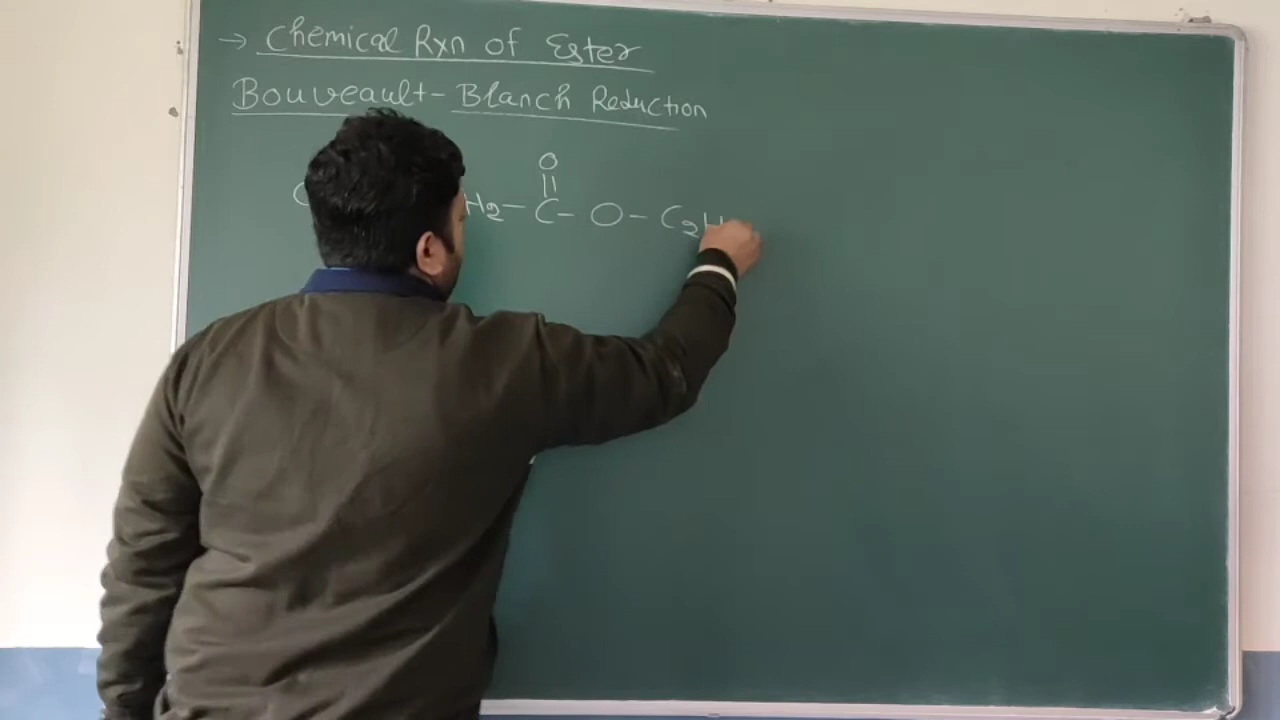 → Chemical Rxn of Ester
Bouveault - Blanch Reduction
O
||
C H2 - C - O - C2H